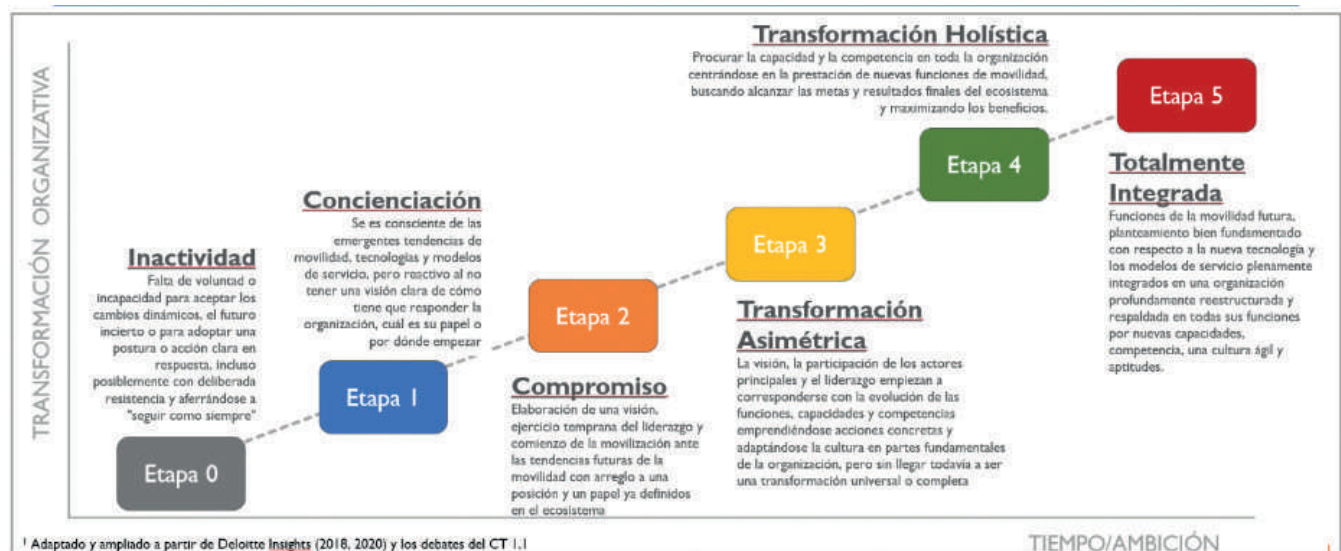 TRANSFORMACIÓN ORGANIZATIVA
Inactividad
Falta de voluntad o
incapacidad para aceptar los
cambios dinámicos, el futuro
incierto o para adoptar una
postura o acción clara en
respuesta, incluso
posiblemente con deliberada
resistencia y aferrándose a
"seguir como siempre"
Etapa 0
Concienciación
Se es consciente de las
emergentes tendencias de
movilidad, tecnologías y modelos
de servicio, pero reactivo al no
tener una visión clara de cómo
tiene que responder la
organización, cuál es su papel o
por dónde empezar
Etapa 1
Etapa 2
Compromiso
Elaboración de una visión,
ejercicio temprana del liderazgo y
comienzo de la movilización ante
las tendencias futuras de la
movilidad con arreglo a una
posición y un papel ya definidos
en el ecosistema
Etapa 3
Transformación
Asimétrica
La visión, la participación de los actores
principales y el liderazgo empiezan a
corresponderse con la evolución de las
funciones, capacidades y competencias
emprendiéndose acciones concretas y
adaptándose la cultura en partes fundamentales
de la organización, pero sin llegar todavía a ser
una transformación universal o completa
Transformación Holística
Procurar la capacidad y la competencia en toda la organización
centrándose en la prestación de nuevas funciones de movilidad,
buscando alcanzar las metas y resultados finales del ecosistema
y maximizando los beneficios.
Etapa 4
Etapa 5
Totalmente
Integrada
Funciones de la movilidad futura,
planteamiento bien fundamentado
con respecto a la nueva tecnología y
los modelos de servicio plenamente
integrados en una organización
profundamente reestructurada y
respaldada en todas sus funciones
por nuevas capacidades,
competencia, una cultura ágil y
aptitudes.
TIEMPO/AMBICIÓN
¹ Adaptado y ampliado a partir de Deloitte Insights (2018, 2020) y los debates del CT 1.1